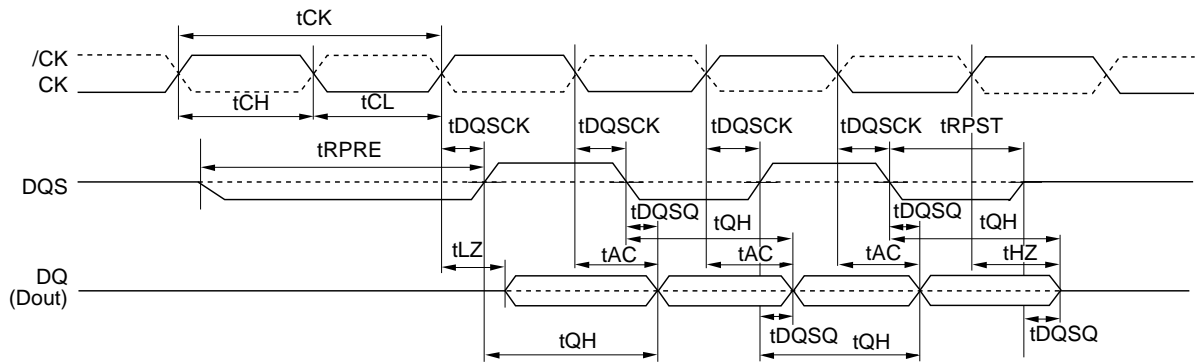 tCK
/CK
CK
tCH tCL
tDQSCK tDQSCK tDQSCK tDQSCK tRPST
tRPRE
DQS
tDQSQ tQH tDQSQ tQH
tLZ tAC tAC tAC tHZ
DQ
(Dout)
tQH tDQSQ tQH tDQSQ